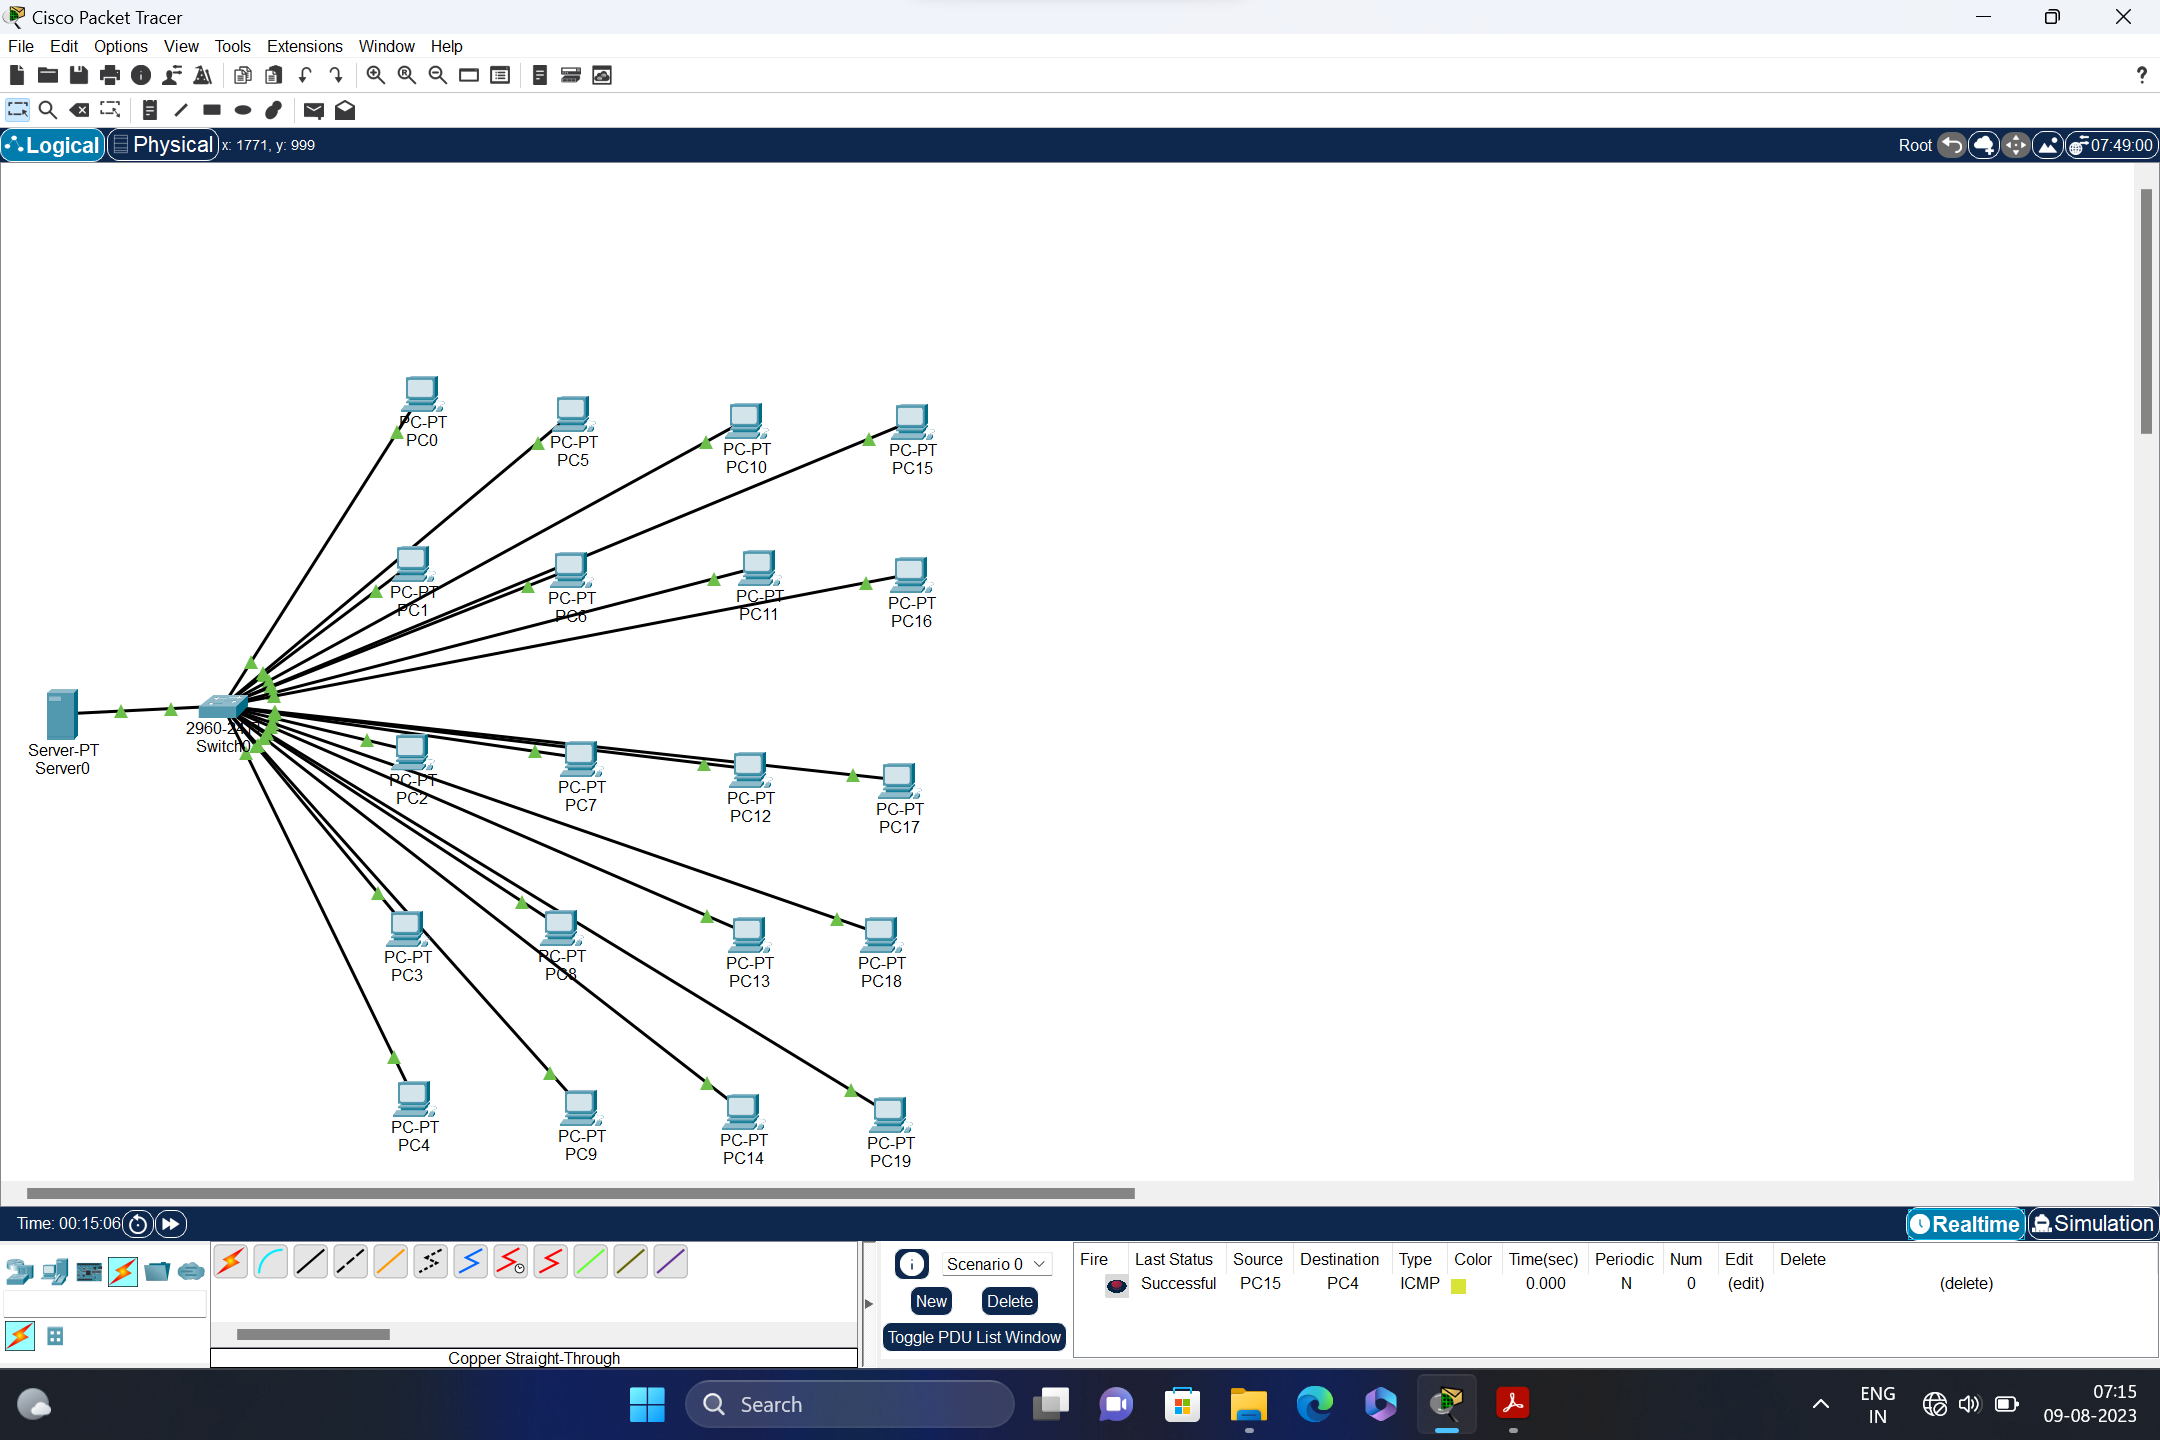 Cisco Packet Tracer
File Edit Options View Tools Extensions Window Help
Logical Physical x: 1771, y: 999 Root 07:49:00
PC-PT
PC0
PC-PT
PC5
PC-PT
PC10
PC-PT
PC15
PC-PT
PC1
PC-PT
PC6
PC-PT
PC11
PC-PT
PC16
Server-PT
Server0
Switch0
PC-PT
PC2
PC-PT
PC7
PC-PT
PC12
PC-PT
PC17
PC-PT
PC3
PC-PT
PC8
PC-PT
PC13
PC-PT
PC18
PC-PT
PC4
PC-PT
PC9
PC-PT
PC14
PC-PT
PC19
Time: 00:15:06 Realtime Simulation
Scenario 0
New Delete
Toggle PDU List Window
Fire Last Status Source Destination Type Color Time(sec) Periodic Num Edit Delete
Successful PC15 PC4 ICMP 0.000 N 0 (edit) (delete)
Copper Straight-Through
Search
ENG
IN
07:15
09-08-2023